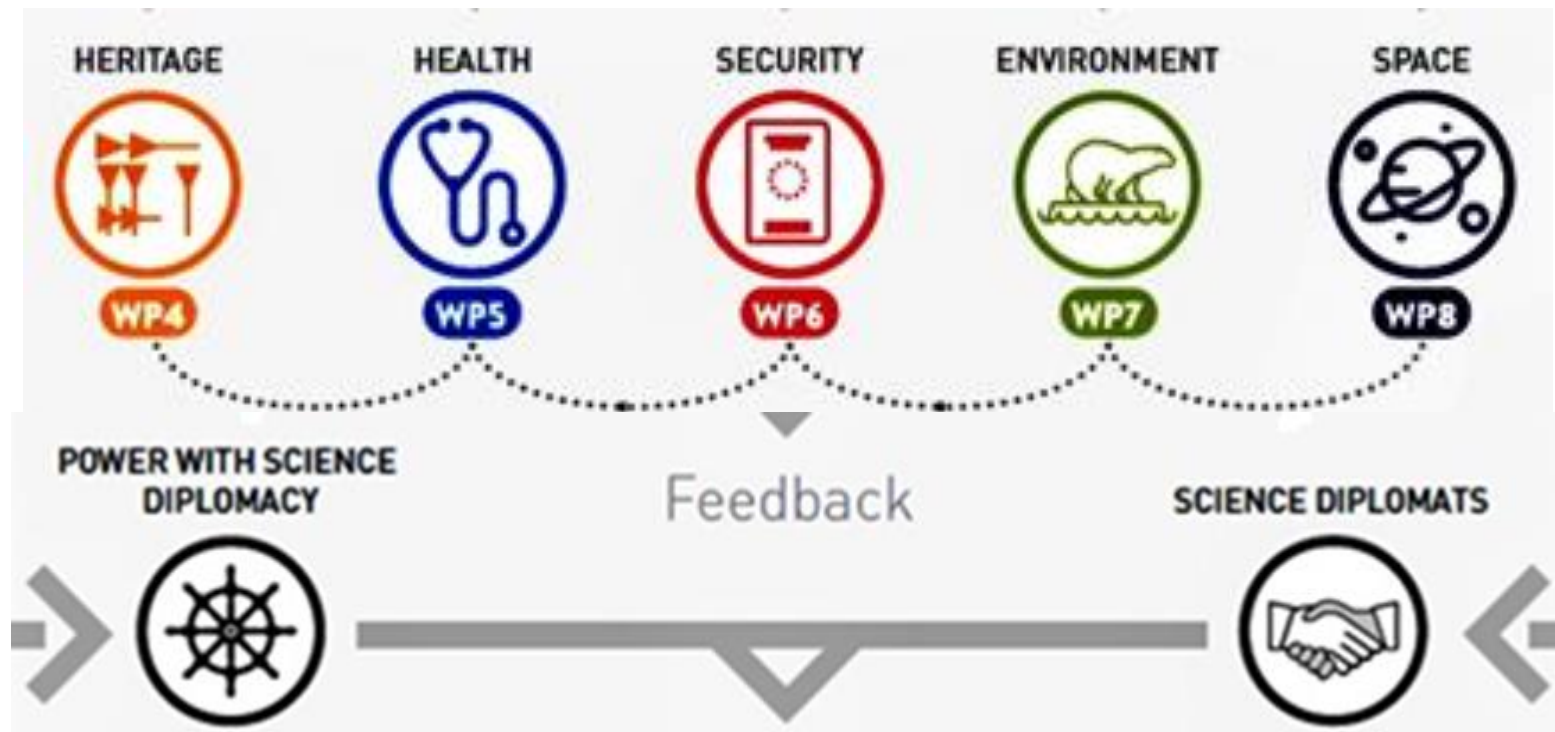 HERITAGE
HEALTH
SECURITY
ENVIRONMENT
SPACE
WP4
WP5
WP6
WP7
WP8
POWER WITH SCIENCE
DIPLOMACY
Feedback
SCIENCE DIPLOMATS